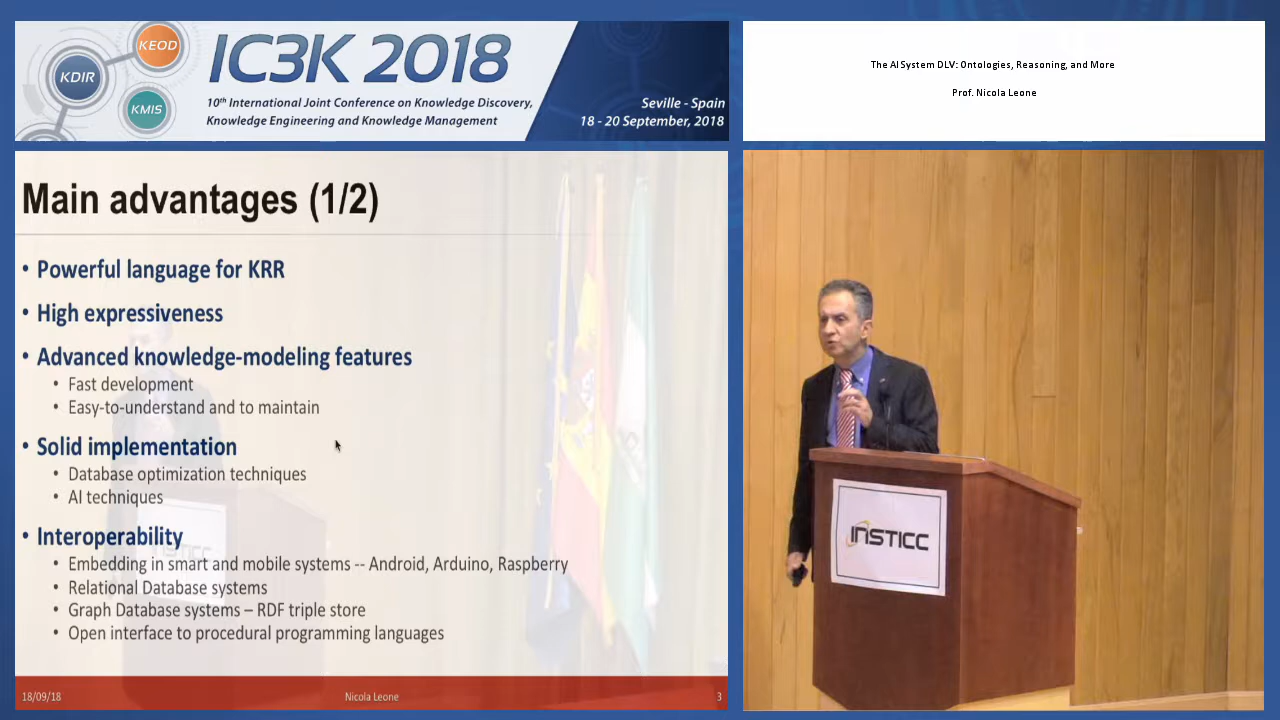 KEOD
KDIR
KMIS
IC3K 2018
10th International Joint Conference on Knowledge Discovery,
Knowledge Engineering and Knowledge Management
Seville - Spain
18 - 20 September, 2018
The AI System DLV: Ontologies, Reasoning, and More
Prof. Nicola Leone
Main advantages (1/2)
• Powerful language for KRR
• High expressiveness
• Advanced knowledge-modeling features
• Fast development
• Easy-to-understand and to maintain
• Solid implementation
• Database optimization techniques
• AI techniques
• Interoperability
• Embedding in smart and mobile systems -- Android, Arduino, Raspberry
• Relational Database systems
• Graph Database systems – RDF triple store
• Open interface to procedural programming languages
18/09/18
Nicola Leone
3
INSTICC